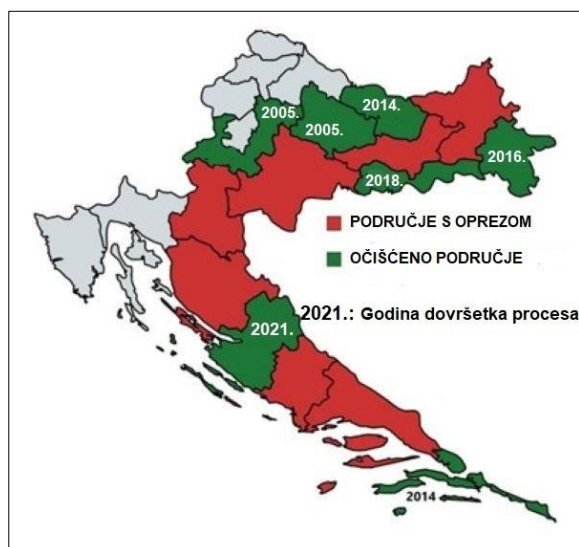 2005.
2005.
2014.
2016.
2018.
PODRUČJE S OPREZOM
OČIŠĆENO PODRUČJE
2021.: Godina dovršetka procesa
2021.
2014